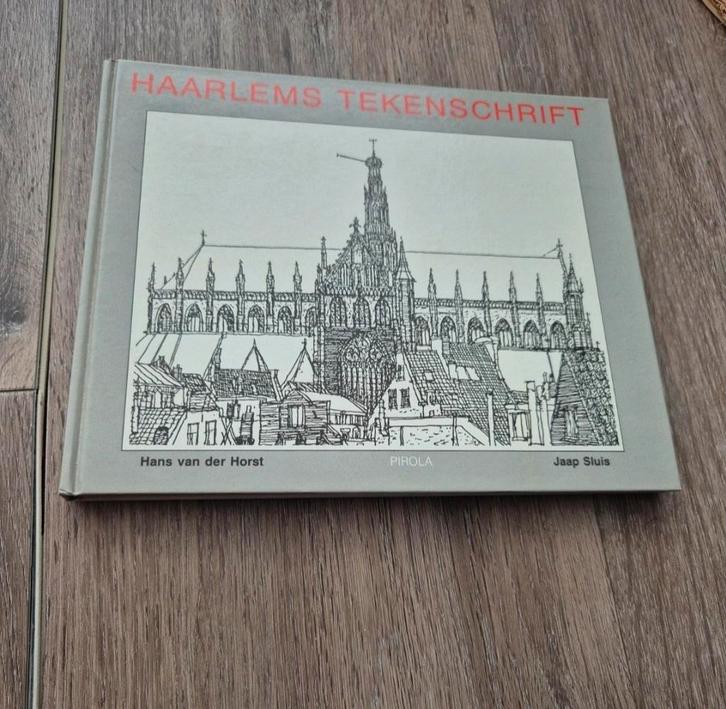 HAARLEMS TEKENSCHRIFT
Hans van der Horst PIROLA Jaap Sluis